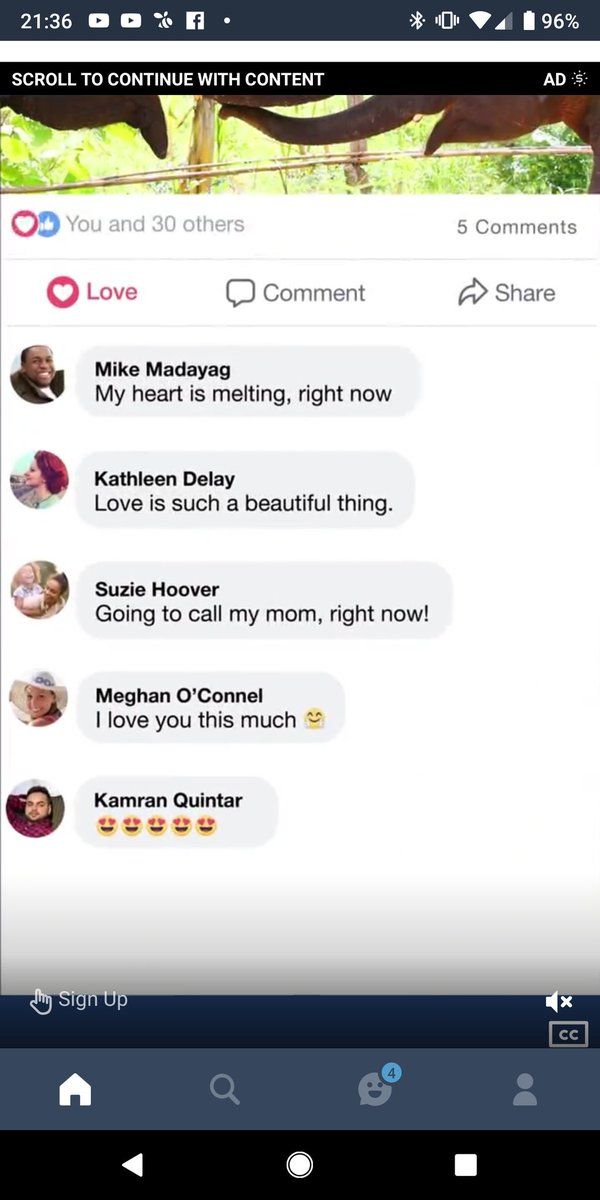 21:36
96%
SCROLL TO CONTINUE WITH CONTENT
AD
You and 30 others
5 Comments
Love
Comment
Share
Mike Madayag
My heart is melting, right now
Kathleen Delay
Love is such a beautiful thing.
Suzie Hoover
Going to call my mom, right now!
Meghan O’Connel
I love you this much 🤗
Kamran Quintar
😍😍😍😍😍
Sign Up
CC
4